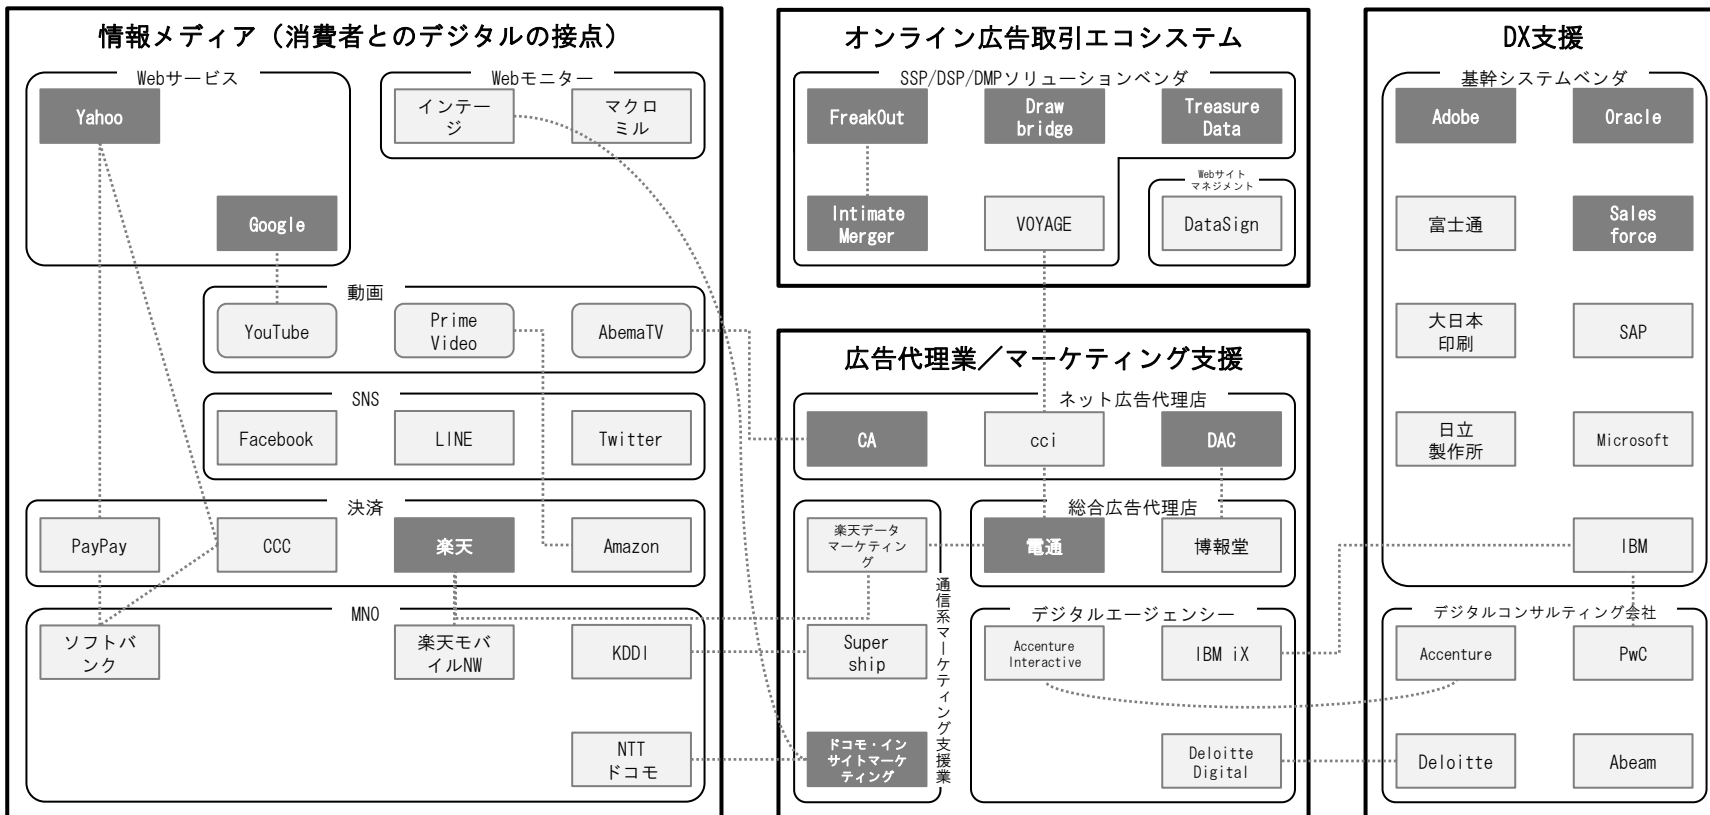 情報メディア（消費者とのデジタルの接点）
Webサービス
Yahoo
Google
Webモニター
インテー
ジ
マクロ
ミル
動画
YouTube
Prime
Video
AbemaTV
SNS
Facebook
LINE
Twitter
決済
PayPay
CCC
楽天
Amazon
MNO
ソフトバ
ンク
楽天モバ
イルNW
KDDI
NTT
ドコモ
オンライン広告取引エコシステム
SSP/DSP/DMPソリューションベンダ
FreakOut
Draw
bridge
Treasure
Data
Intimate
Merger
VOYAGE
Webサイト
マネジメント
DataSign
広告代理業／マーケティング支援
ネット広告代理店
CA
cci
DAC
通信系マーケティング支援業
楽天データ
マーケティン
グ
Super
ship
ドコモ・イン
サイトマーケ
ティング
総合広告代理店
電通
博報堂
デジタルエージェンシー
Accenture
Interactive
IBM iX
Deloitte
Digital
DX支援
基幹システムベンダ
Adobe
Oracle
富士通
Sales
force
大日本
印刷
SAP
日立
製作所
Microsoft
IBM
デジタルコンサルティング会社
Accenture
PwC
Deloitte
Abeam